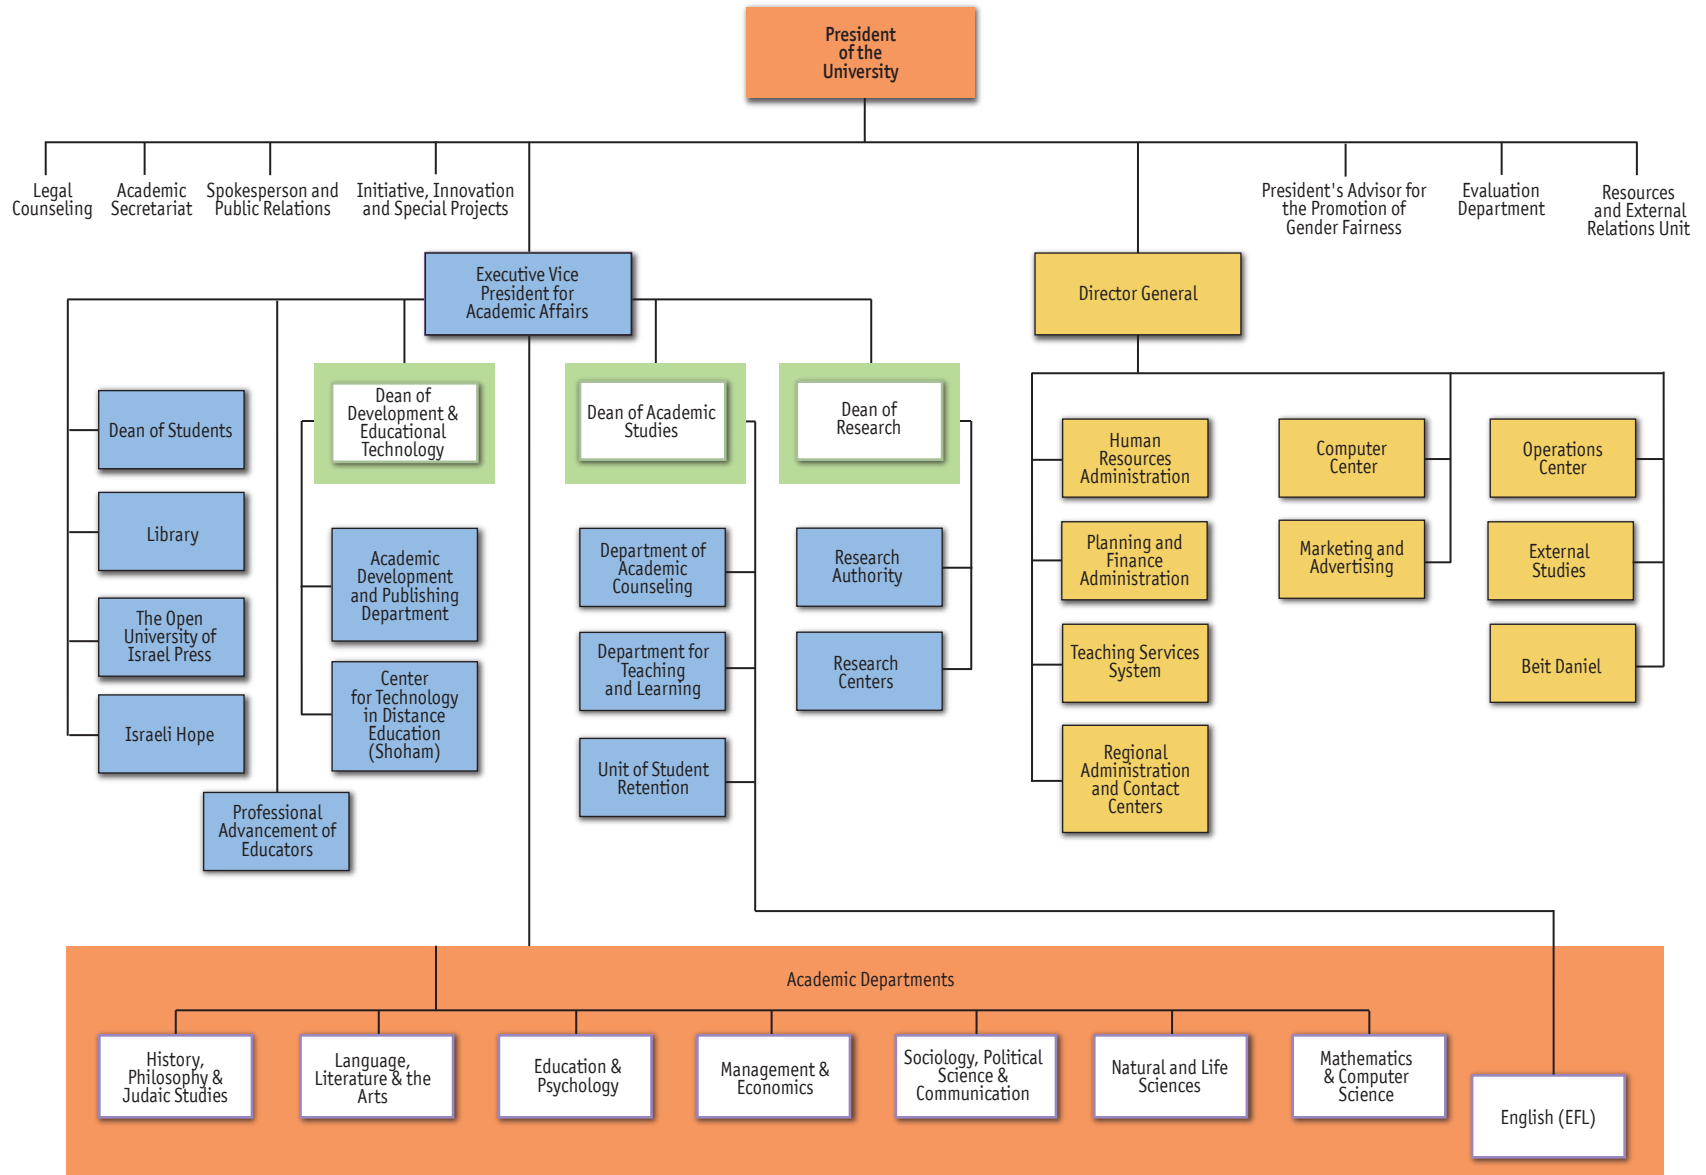 President
of the
University
Legal
Counseling
Academic
Secretariat
Spokesperson and
Public Relations
Initiative, Innovation
and Special Projects
President's Advisor for
the Promotion of
Gender Fairness
Evaluation
Department
Resources
and External
Relations Unit
Executive Vice
President for
Academic Affairs
Director General
Dean of Students
Library
The Open
University of
Israel Press
Israeli Hope
Professional
Advancement of
Educators
Dean of
Development &
Educational
Technology
Academic
Development
and Publishing
Department
Center
for Technology
in Distance
Education
(Shoham)
Dean of Academic
Studies
Department of
Academic
Counseling
Department for
Teaching
and Learning
Unit of Student
Retention
Dean of
Research
Research
Authority
Research
Centers
Human
Resources
Administration
Planning and
Finance
Administration
Teaching Services
System
Regional
Administration
and Contact
Centers
Computer
Center
Marketing and
Advertising
Operations
Center
External
Studies
Beit Daniel
Academic Departments
History,
Philosophy &
Judaic Studies
Language,
Literature & the
Arts
Education &
Psychology
Management &
Economics
Sociology, Political
Science &
Communication
Natural and Life
Sciences
Mathematics
& Computer
Science
English (EFL)